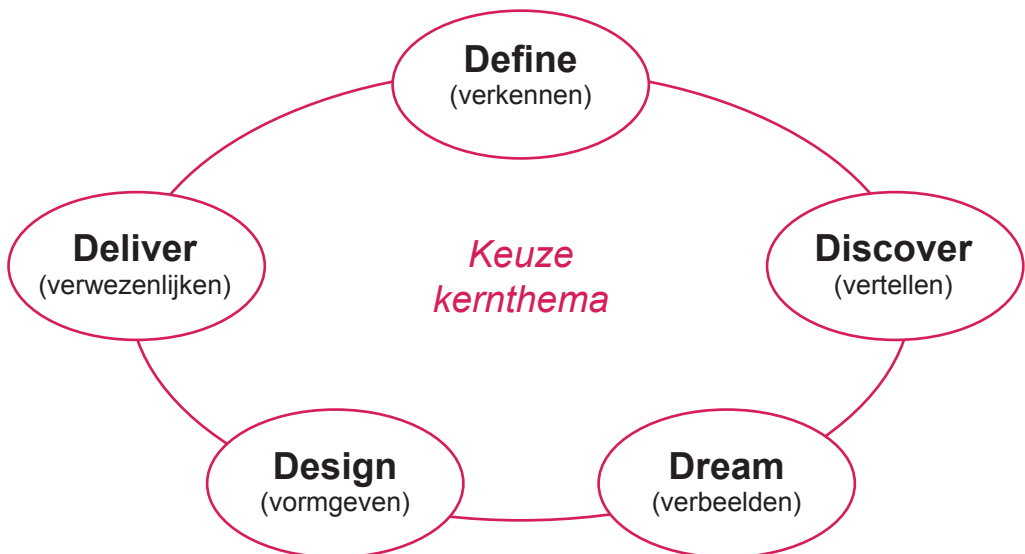 Define
(verkennen)
Deliver
(verwezenlijken)
Keuze
kernthema
Discover
(vertellen)
Design
(vormgeven)
Dream
(verbeelden)